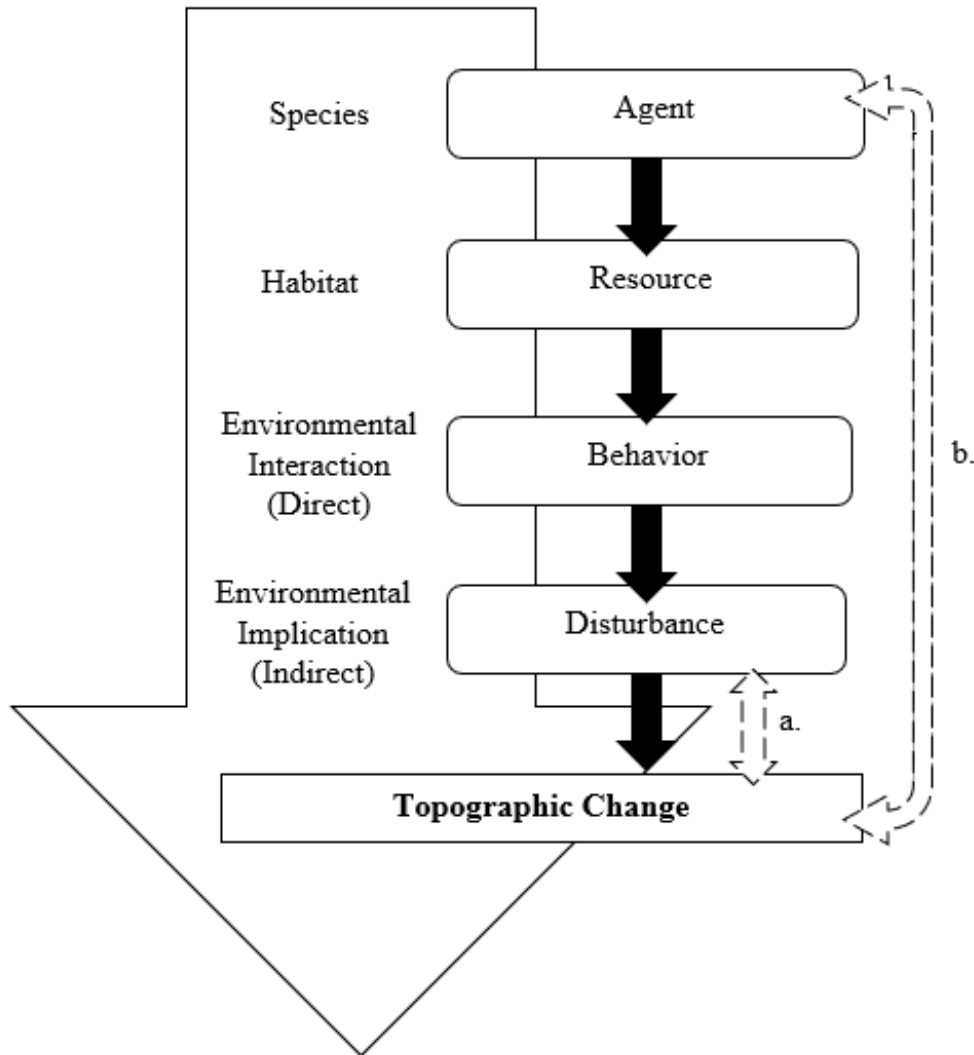 Species
Agent
Habitat
Resource
Environmental
Interaction
(Direct)
Behavior
b.
Environmental
Implication
(Indirect)
Disturbance
a.
Topographic Change